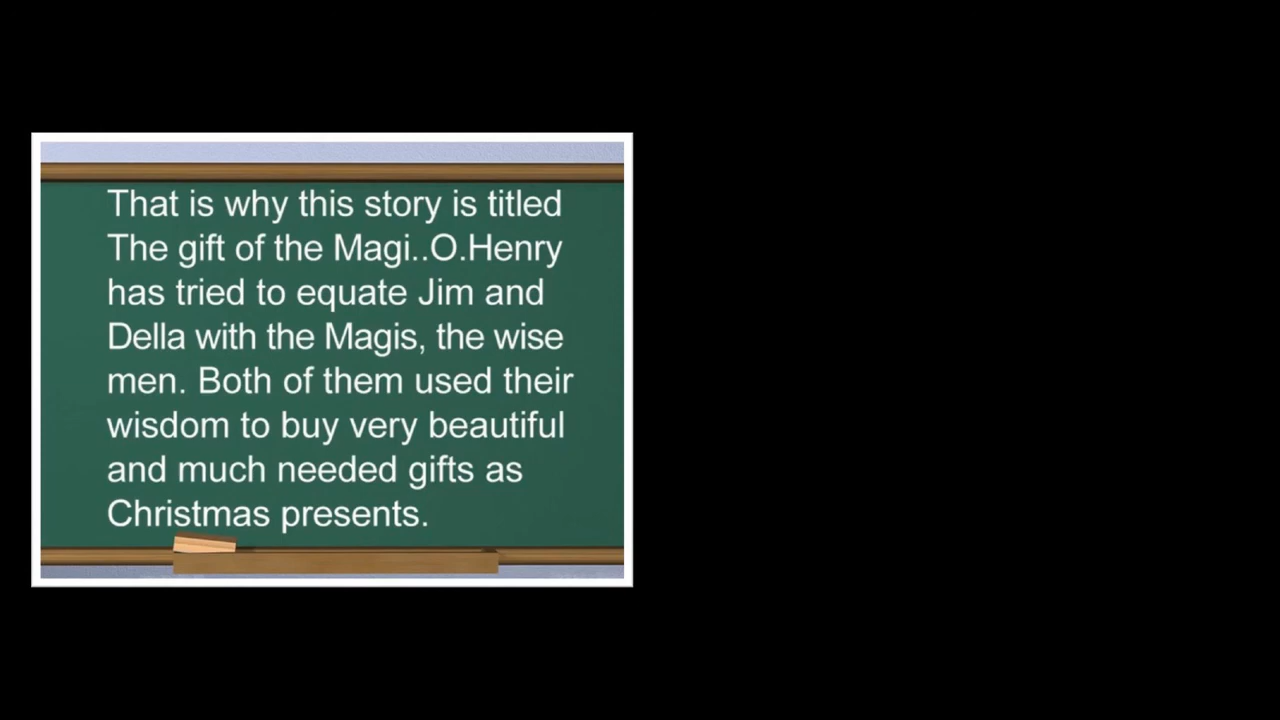 That is why this story is titled
The gift of the Magi..O.Henry
has tried to equate Jim and
Della with the Magis, the wise
men. Both of them used their
wisdom to buy very beautiful
and much needed gifts as
Christmas presents.